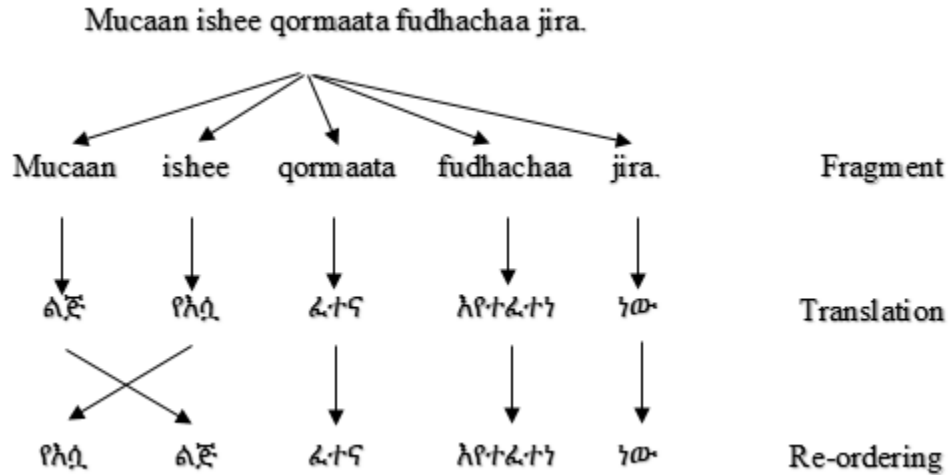 Mucaan ishee qormaata fudhachaa jira.
Mucaan ishee qormaata fudhachaa jira. Fragment
ልጅ የእሷ ፈተና እየተፈተነ ነው Translation
የእሷ ልጅ ፈተና እየተፈተነ ነው Re-ordering